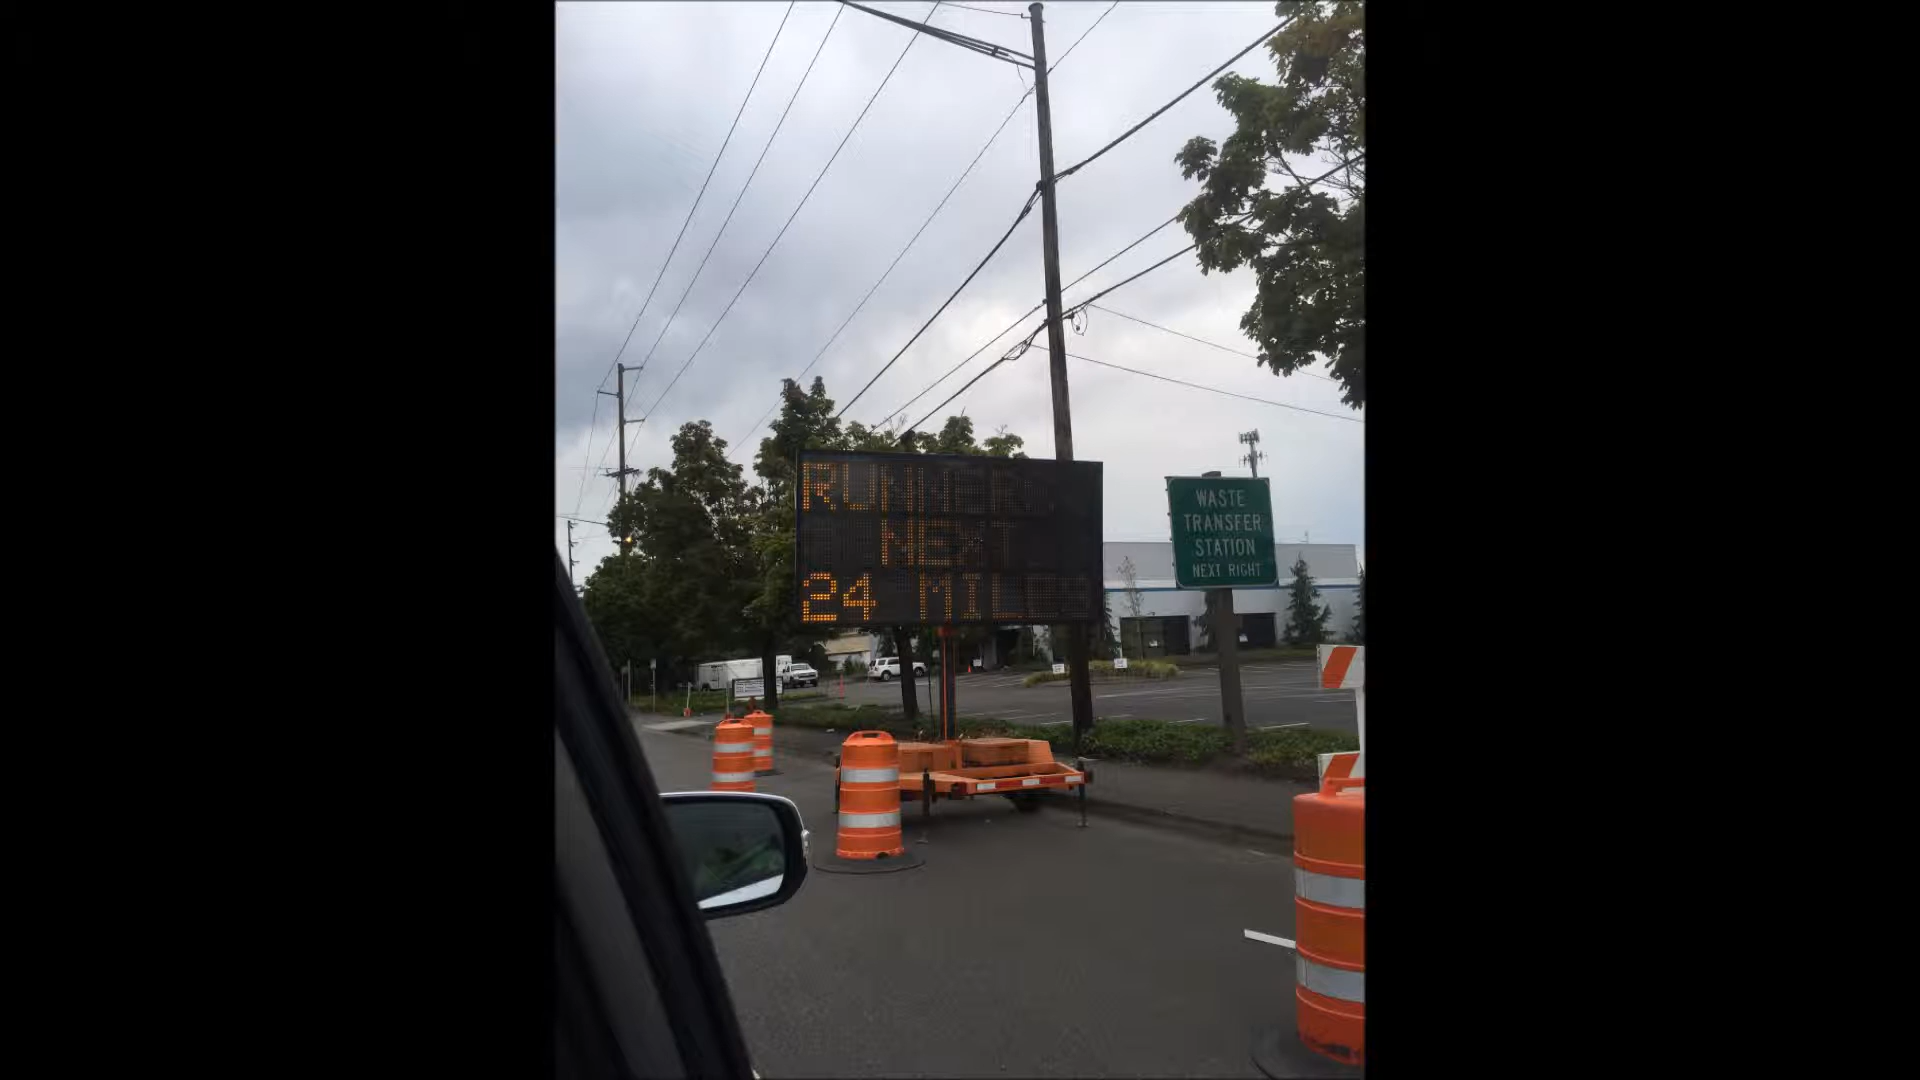 RUNNERS
NEXT
24 MILES
WASTE
TRANSFER
STATION
NEXT RIGHT